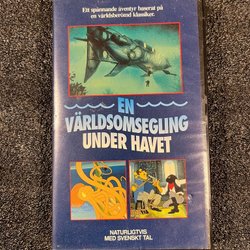 Ett spännande äventyr baserat på
en världsberömd klassiker.
EN
VÄRLDSOMSEGLING
UNDER HAVET
NATURLIGTVIS
MED SVENSKT TAL